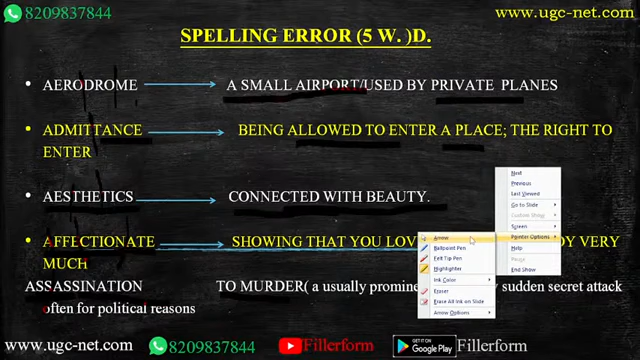 8209837844 www.ugc-net.com
SPELLING ERROR (5 W. )D.
• AERODROME A SMALL AIRPORT/USED BY PRIVATE PLANES
• ADMITTANCE BEING ALLOWED TO ENTER A PLACE; THE RIGHT TO
ENTER
• AESTHETICS CONNECTED WITH BEAUTY.
• AFFECTIONATE SHOWING THAT YOU LOV DY VERY
MUCH
ASSASSINATION TO MURDER( a usually promine y sudden secret attack
often for political reasons
Next
Previous
Last Viewed
Go to Slide
Custom Show
Screen
Pointer Options
Help
Pause
End Show
Arrow
Ballpoint Pen
Felt Tip Pen
Highlighter
Ink Color
Eraser
Erase All Ink on Slide
Arrow Options
www.ugc-net.com 8209837844 Fillerform GET IT ON Google Play Fillerform